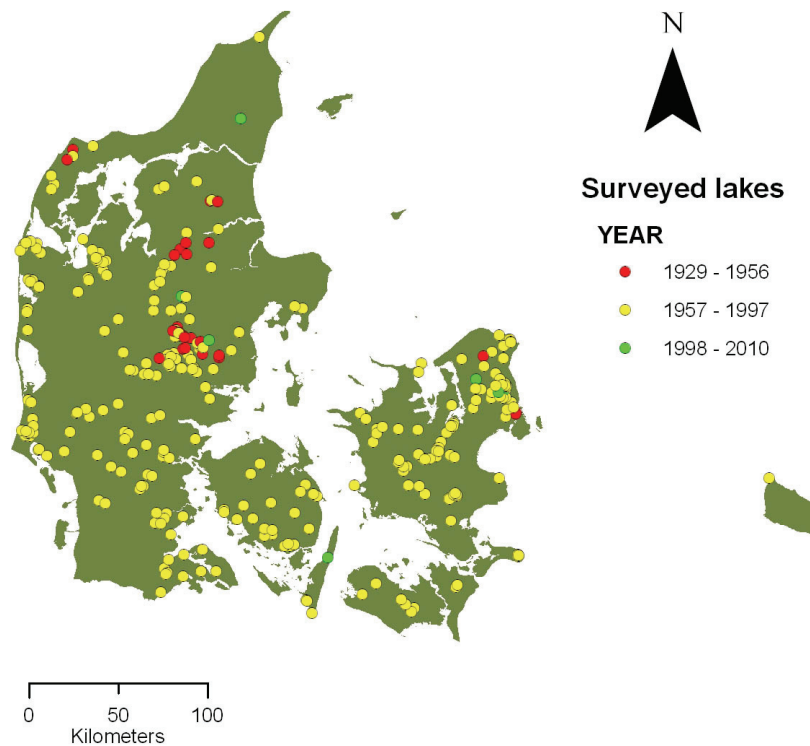 N
Surveyed lakes
YEAR
1929 - 1956
1957 - 1997
1998 - 2010
0 50 100
Kilometers